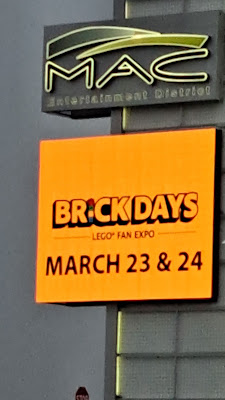 MAC
Entertainment District
BRiCK DAYS
LEGO® FAN EXPO
MARCH 23 & 24